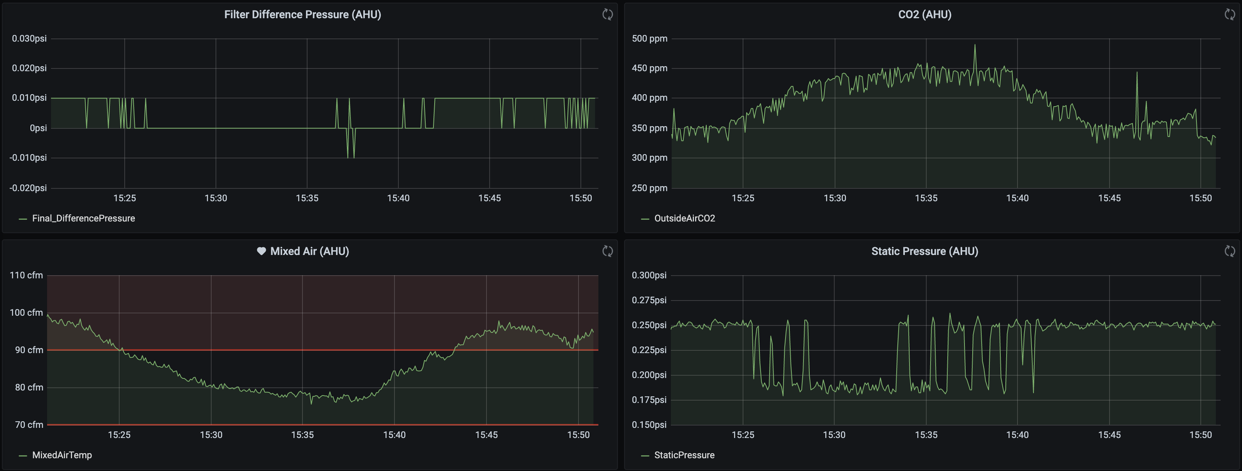 Filter Difference Pressure (AHU)
0.030psi
0.020psi
0.010psi
0psi
-0.010psi
-0.020psi
15:25 15:30 15:35 15:40 15:45 15:50
Final_DifferencePressure
CO2 (AHU)
500 ppm
450 ppm
400 ppm
350 ppm
300 ppm
250 ppm
15:25 15:30 15:35 15:40 15:45 15:50
OutsideAirCO2
Mixed Air (AHU)
110 cfm
100 cfm
90 cfm
80 cfm
70 cfm
15:25 15:30 15:35 15:40 15:45 15:50
MixedAirTemp
Static Pressure (AHU)
0.300psi
0.275psi
0.250psi
0.225psi
0.200psi
0.175psi
0.150psi
15:25 15:30 15:35 15:40 15:45 15:50
StaticPressure